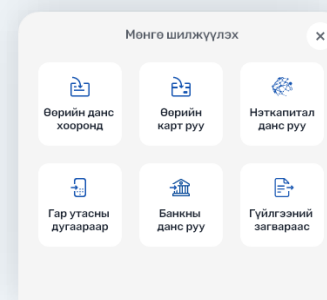 Мөнгө шилжүүлэх
Өөрийн данс
хооронд
Өөрийн
карт руу
Нэткапитал
данс руу
Гар утасны
дугаараар
Банкны
данс руу
Гүйлгээний
загвараас